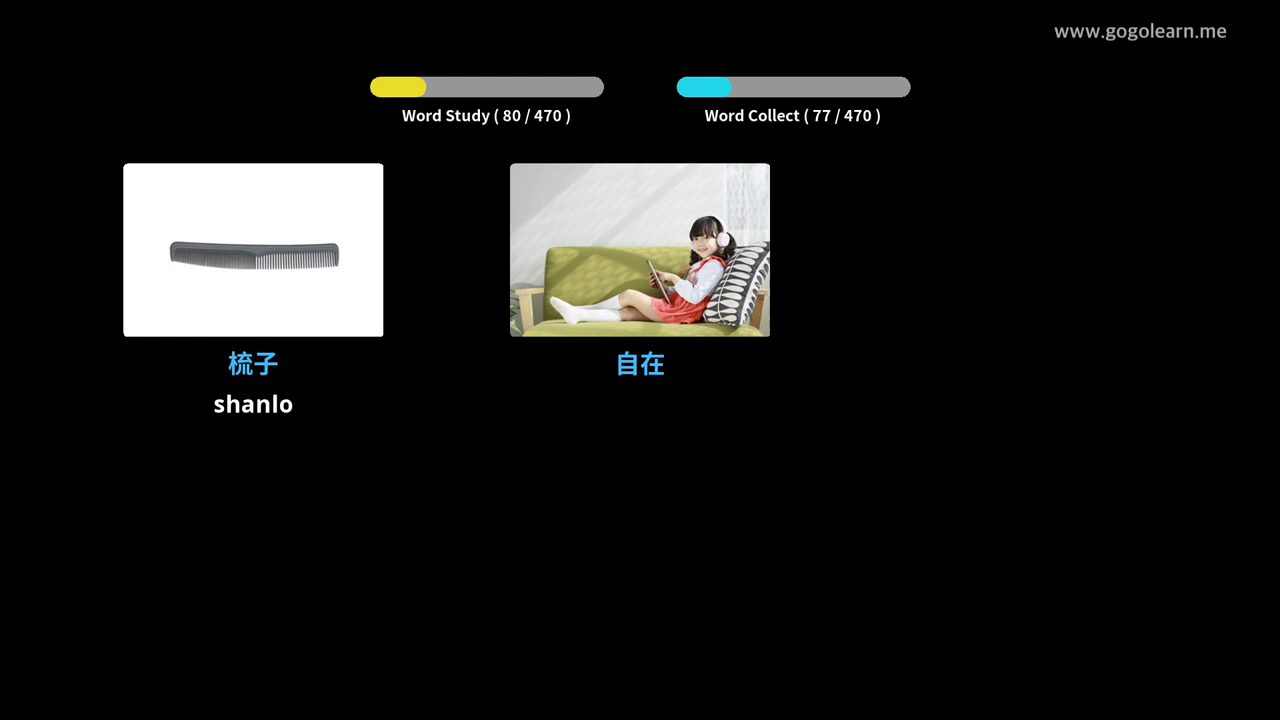 www.gogolearn.me
Word Study ( 80 / 470 )
Word Collect ( 77 / 470 )
梳子
shanlo
自在